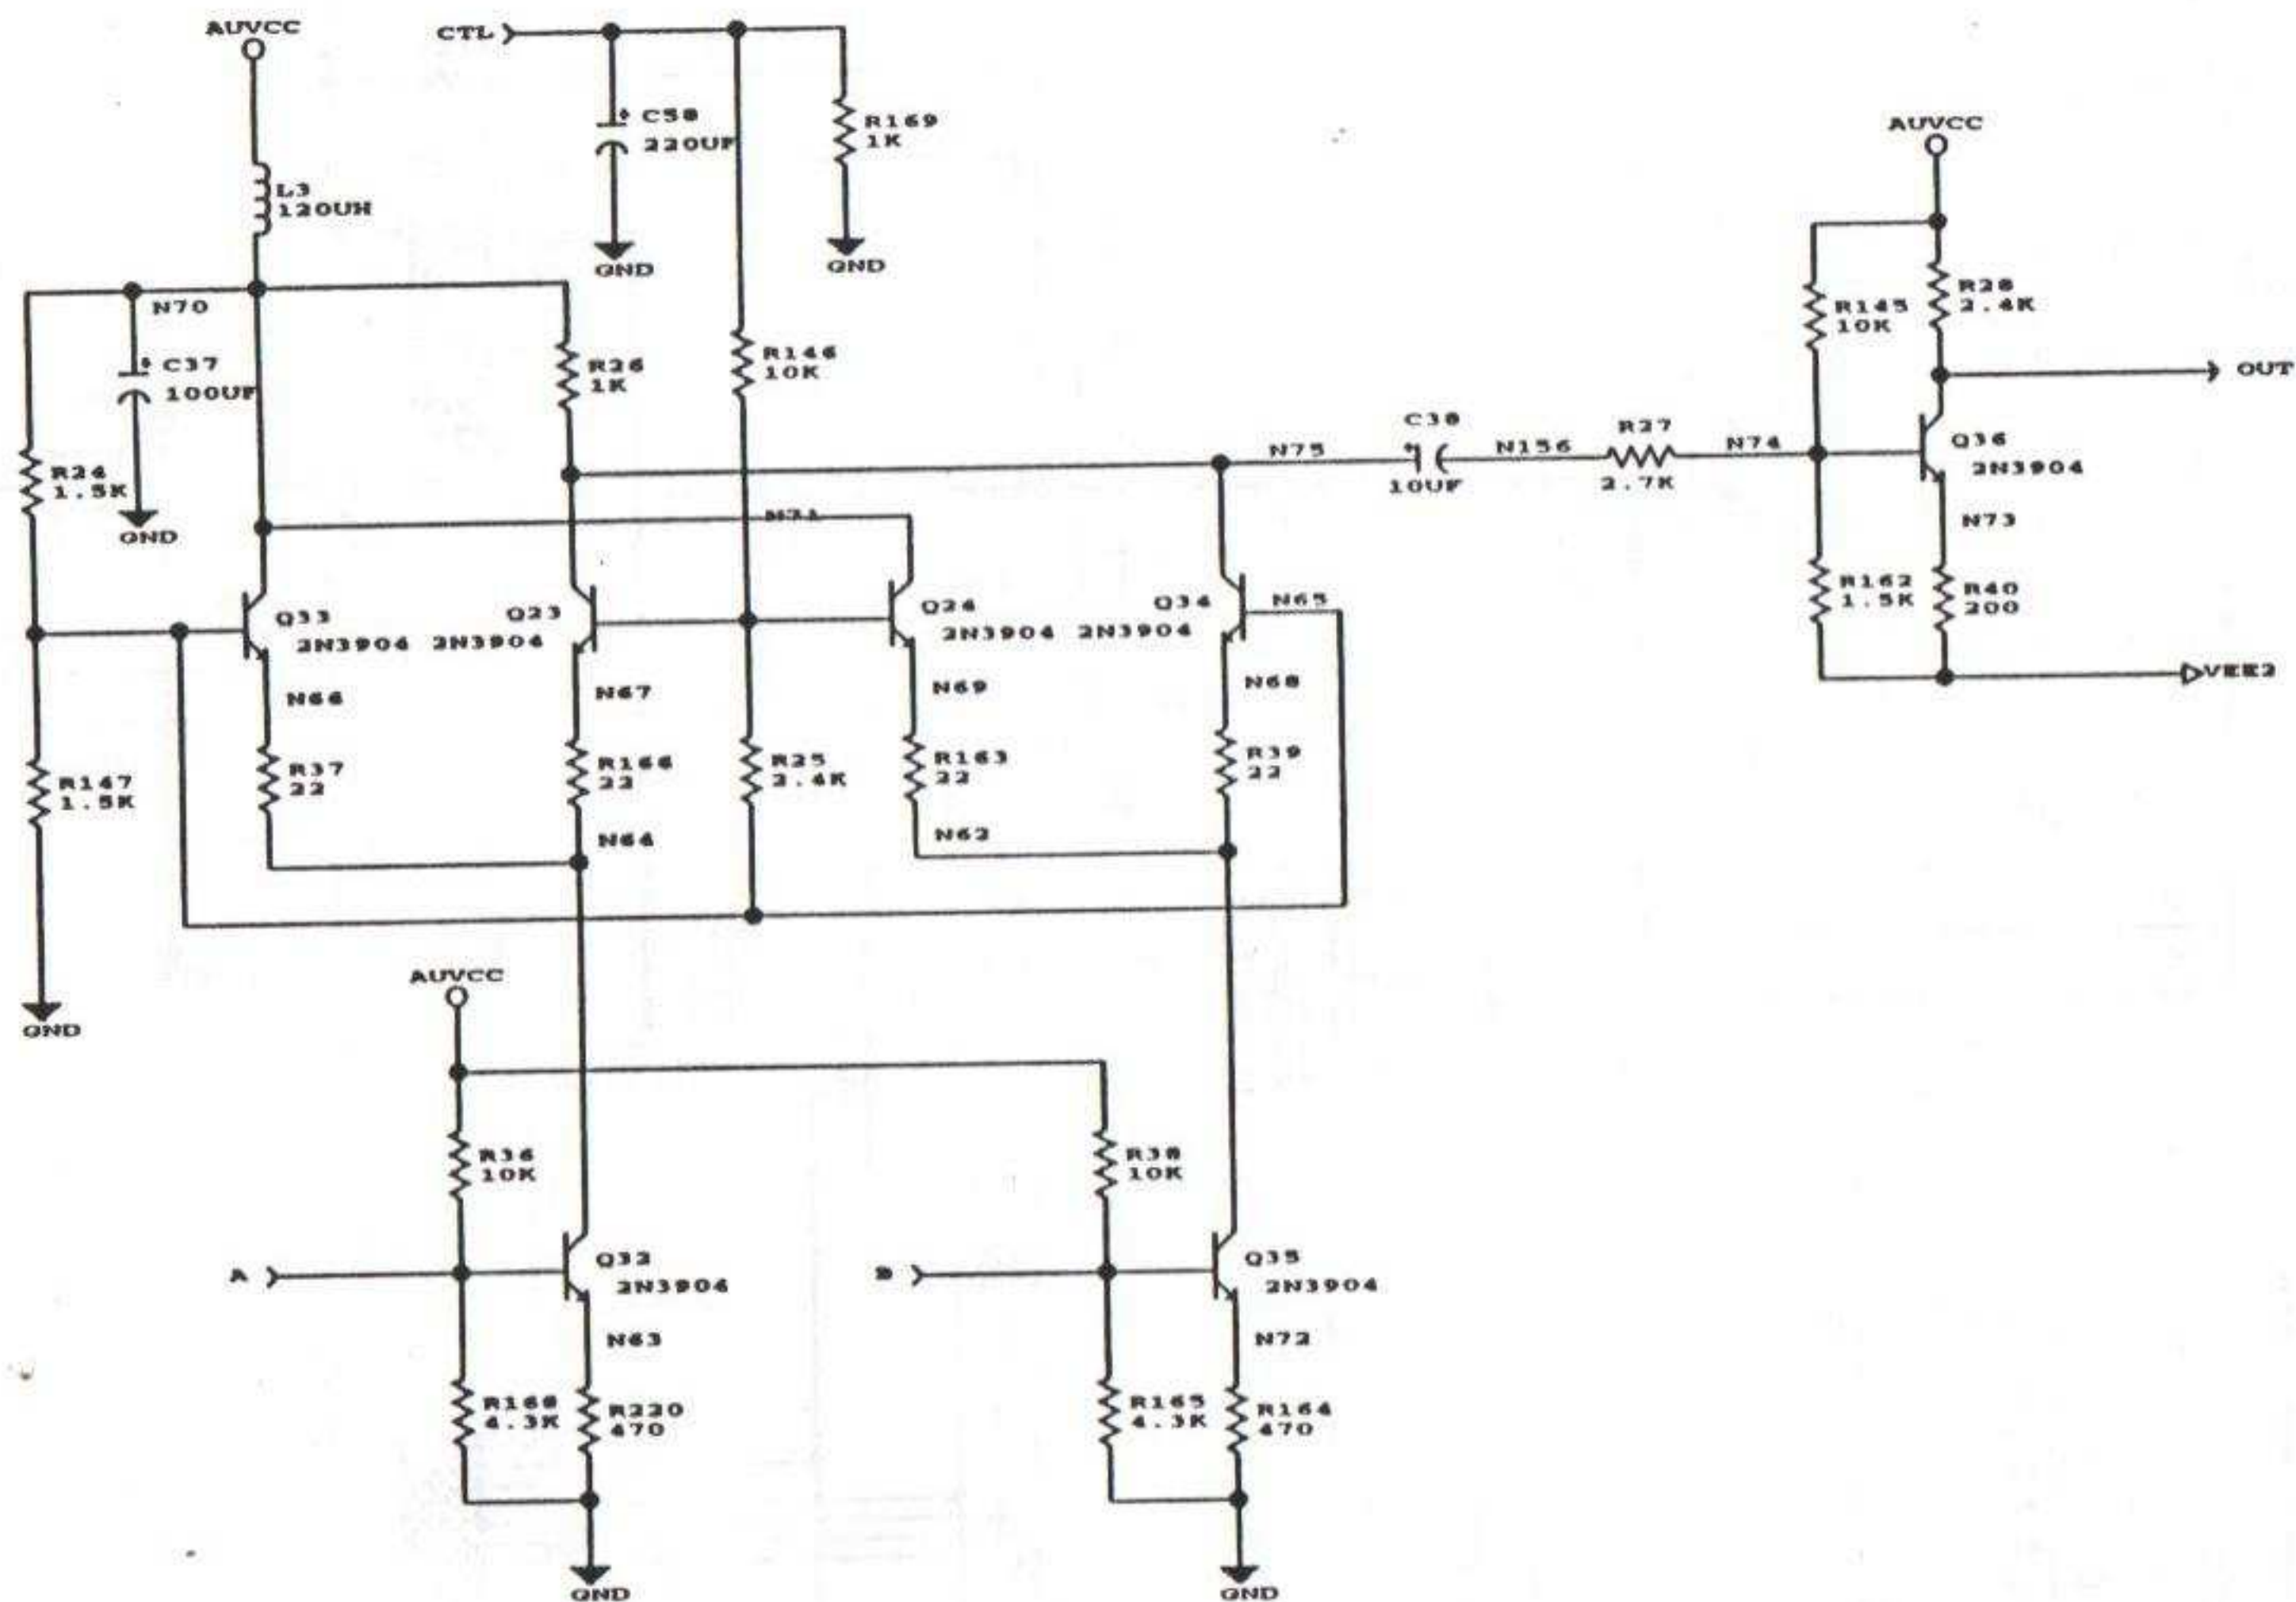 AUVCC
CTL
C58
220UF
R169
1K
AUVCC
L3
120UH
GND
GND
N70
R145
10K
R28
2.4K
C37
100UF
R26
1K
R146
10K
OUT
R24
1.5K
N75
C38
10UF
N156
R27
2.7K
N74
Q36
2N3904
GND
N71
N73
Q33
2N3904
Q23
2N3904
Q24
2N3904
Q34
2N3904
N65
R162
1.5K
R40
200
N66
N67
N69
N68
VEE2
R147
1.5K
R37
22
R166
22
R25
2.4K
R163
22
R39
22
N64
N62
AUVCC
GND
R36
10K
R38
10K
A
Q32
2N3904
B
Q35
2N3904
N63
N72
R168
4.3K
R220
470
R165
4.3K
R164
470
GND
GND